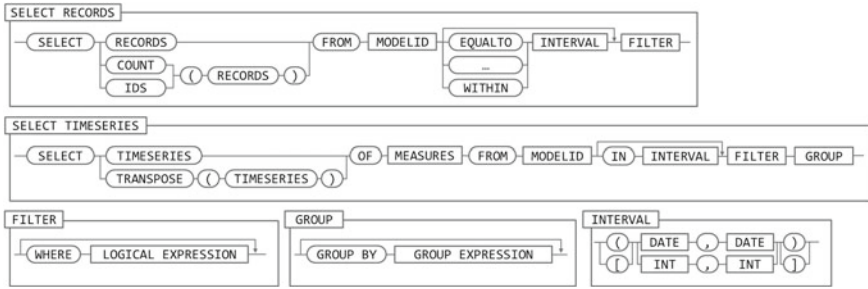 SELECT RECORDS
SELECT RECORDS FROM MODELID EQUALTO INTERVAL FILTER
COUNT ( RECORDS ) …
IDS WITHIN
SELECT TIMESERIES
SELECT TIMESERIES OF MEASURES FROM MODELID IN INTERVAL FILTER GROUP
TRANSPOSE ( TIMESERIES )
FILTER
WHERE LOGICAL EXPRESSION
GROUP
GROUP BY GROUP EXPRESSION
INTERVAL
( DATE , DATE )
[ INT , INT ]